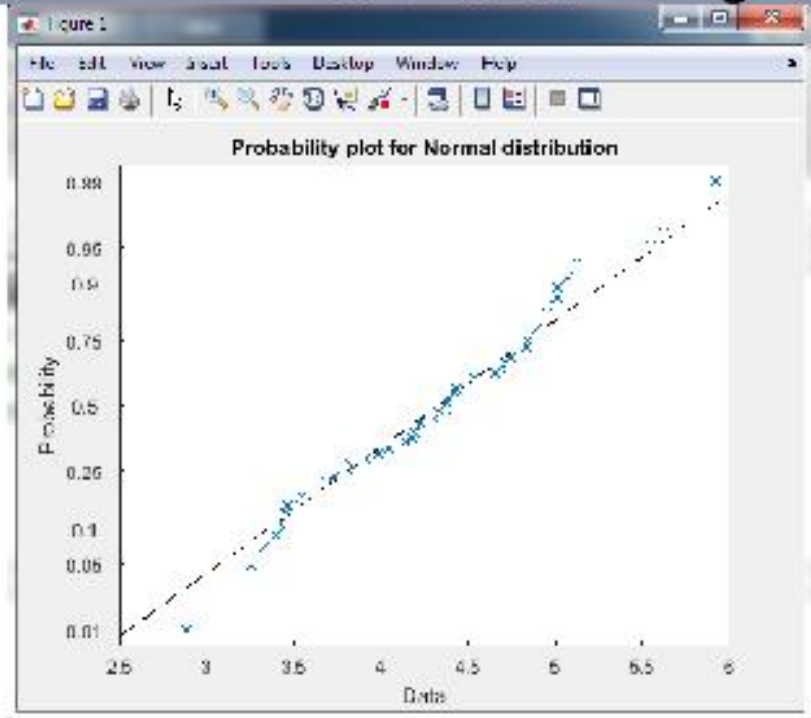 Figure 1
File Edit View Insert Tools Desktop Window Help
Probability plot for Normal distribution
0.99
0.95
0.9
0.75
0.5
0.25
0.1
0.05
0.01
Probability
2.5 3 3.5 4 4.5 5 5.5 6
Data